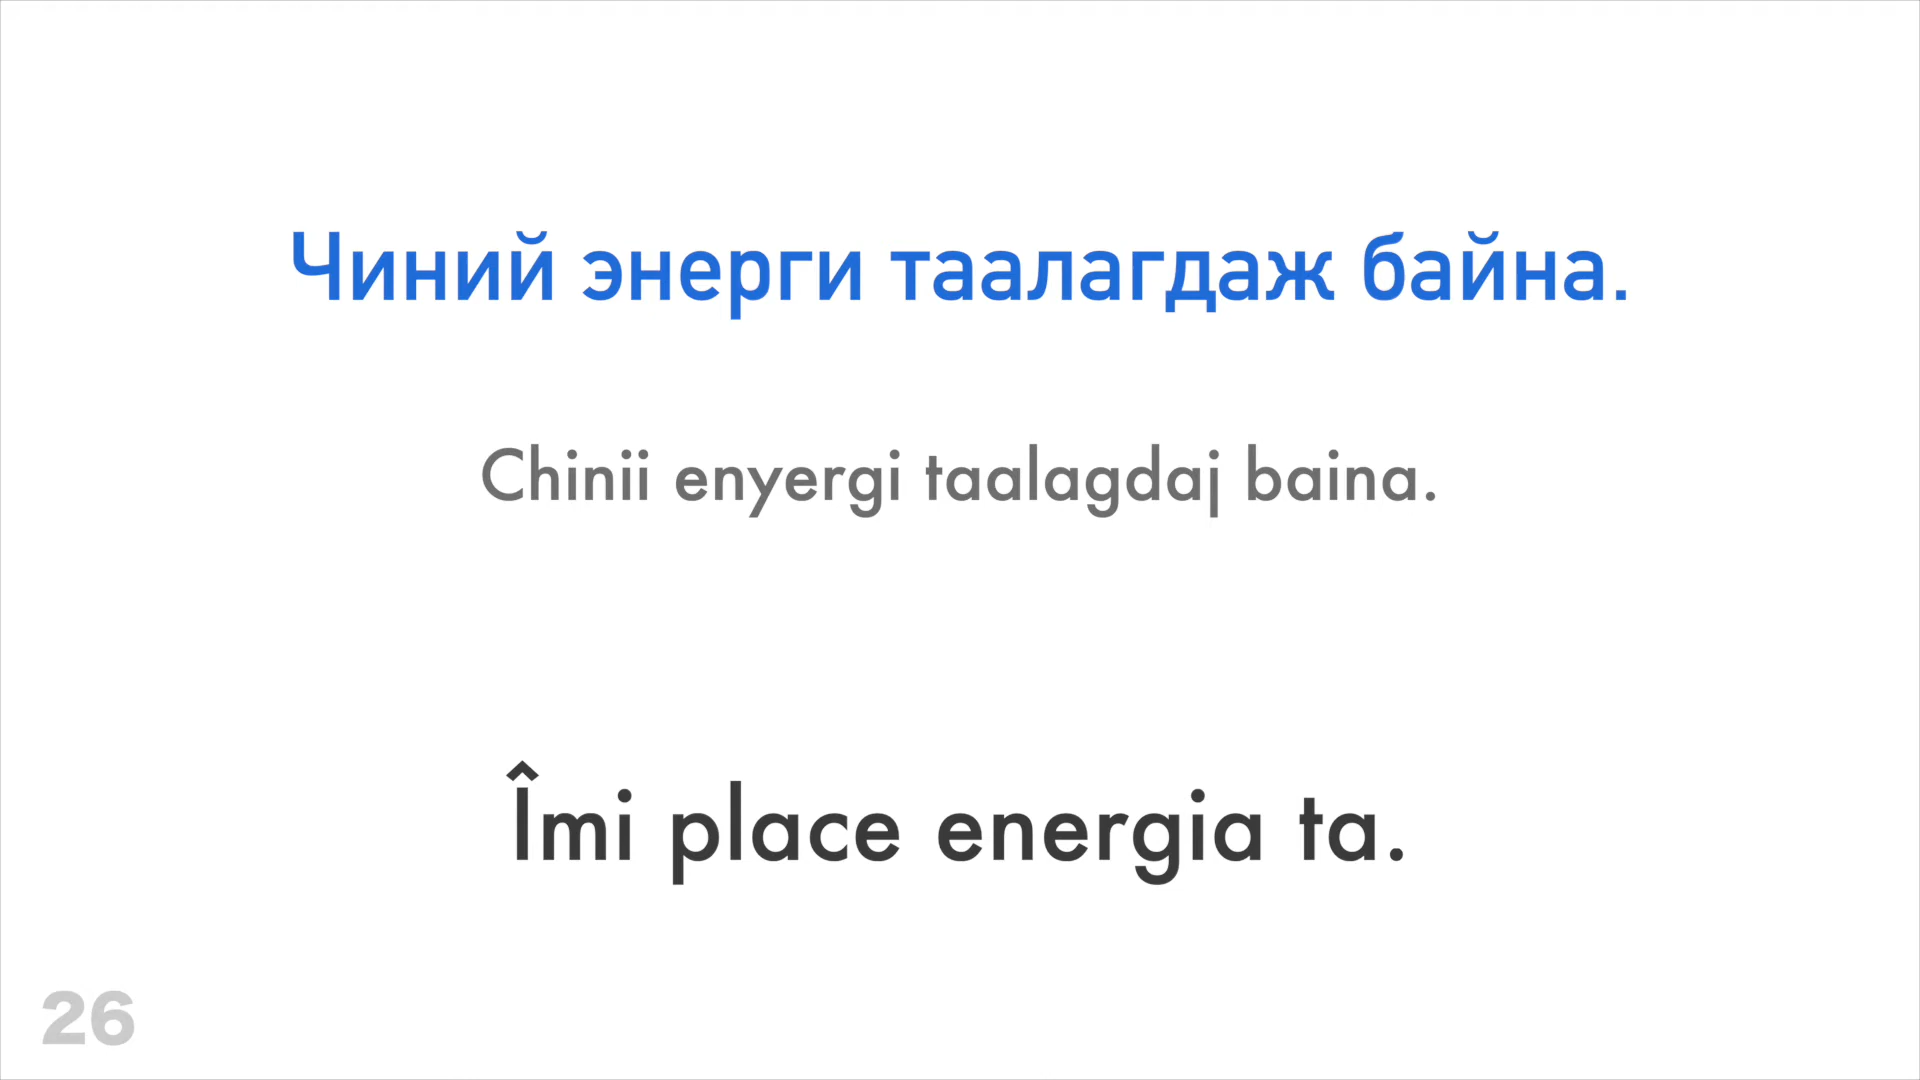 Чиний энерги таалагдаж байна.
Chinii enyergi taalagdaj baina.
Îmi place energia ta.
26